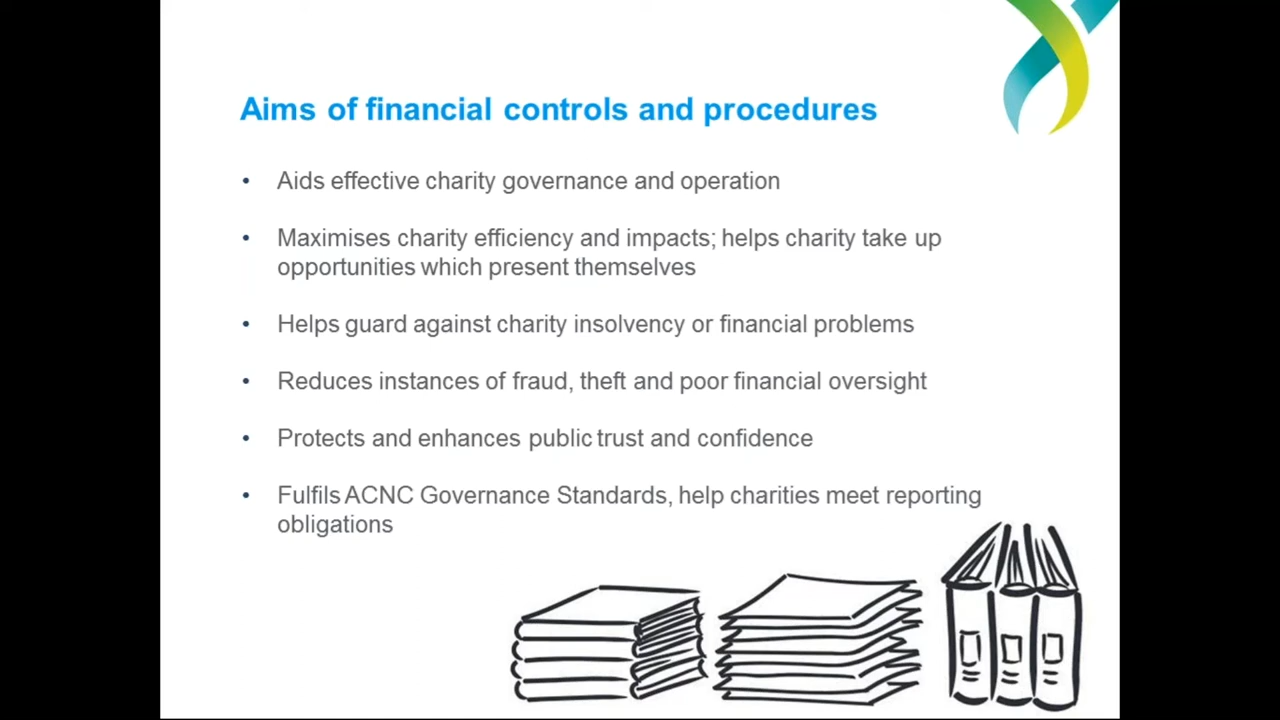 Aims of financial controls and procedures
• Aids effective charity governance and operation
• Maximises charity efficiency and impacts; helps charity take up
opportunities which present themselves
• Helps guard against charity insolvency or financial problems
• Reduces instances of fraud, theft and poor financial oversight
• Protects and enhances public trust and confidence
• Fulfils ACNC Governance Standards, help charities meet reporting
obligations